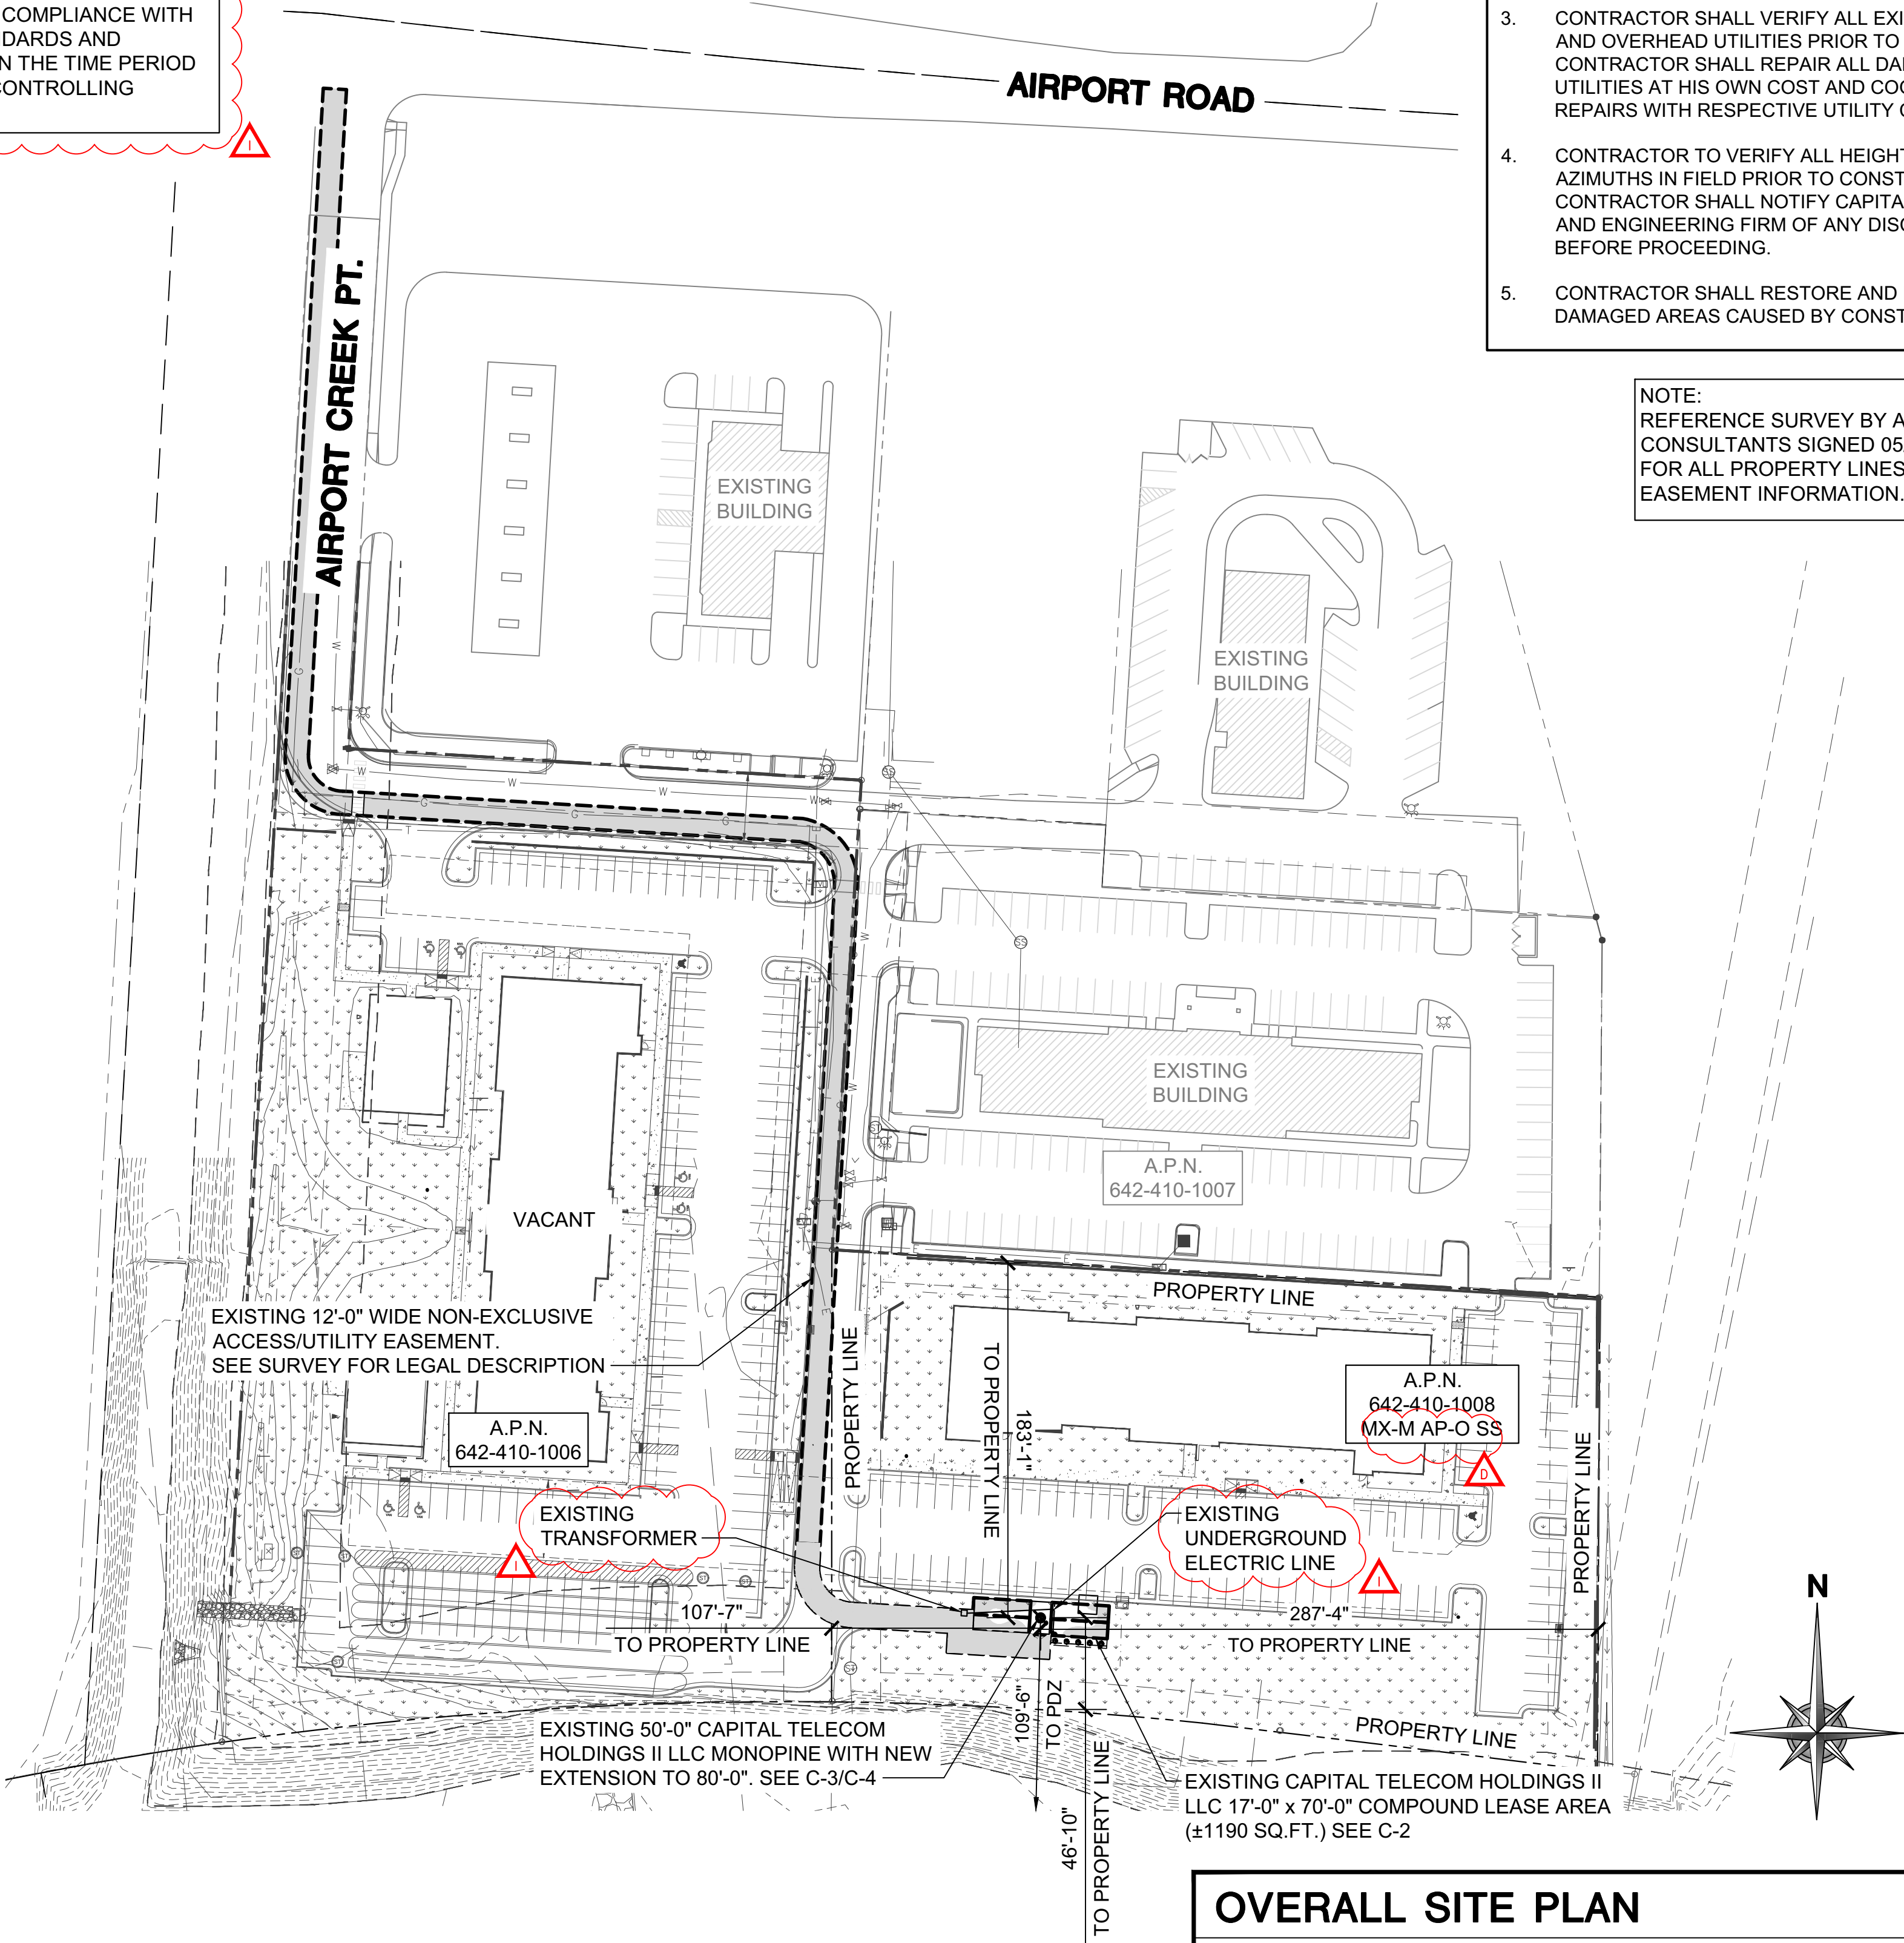 COMPLIANCE WITH
DARDS AND
N THE TIME PERIOD
CONTROLLING
I
AIRPORT ROAD
3. CONTRACTOR SHALL VERIFY ALL EXI
AND OVERHEAD UTILITIES PRIOR TO
CONTRACTOR SHALL REPAIR ALL DA
UTILITIES AT HIS OWN COST AND COO
REPAIRS WITH RESPECTIVE UTILITY
4. CONTRACTOR TO VERIFY ALL HEIGHT
AZIMUTHS IN FIELD PRIOR TO CONST
CONTRACTOR SHALL NOTIFY CAPITA
AND ENGINEERING FIRM OF ANY DISC
BEFORE PROCEEDING.
5. CONTRACTOR SHALL RESTORE AND
DAMAGED AREAS CAUSED BY CONST
NOTE:
REFERENCE SURVEY BY A
CONSULTANTS SIGNED 05
FOR ALL PROPERTY LINES
EASEMENT INFORMATION.
AIRPORT CREEK PT.
EXISTING
BUILDING
EXISTING
BUILDING
EXISTING
BUILDING
A.P.N.
642-410-1007
VACANT
PROPERTY LINE
EXISTING 12'-0" WIDE NON-EXCLUSIVE
ACCESS/UTILITY EASEMENT.
SEE SURVEY FOR LEGAL DESCRIPTION
PROPERTY LINE
TO PROPERTY LINE
183'-1"
A.P.N.
642-410-1008
MX-M AP-O SS
D
PROPERTY LINE
A.P.N.
642-410-1006
EXISTING
TRANSFORMER
I
EXISTING
UNDERGROUND
ELECTRIC LINE
I
107'-7"
TO PROPERTY LINE
287'-4"
TO PROPERTY LINE
N
109'-6"
TO PDZ
PROPERTY LINE
EXISTING 50'-0" CAPITAL TELECOM
HOLDINGS II LLC MONOPINE WITH NEW
EXTENSION TO 80'-0". SEE C-3/C-4
46'-10"
TO PROPERTY LINE
EXISTING CAPITAL TELECOM HOLDINGS II
LLC 17'-0" x 70'-0" COMPOUND LEASE AREA
(±1190 SQ.FT.) SEE C-2
OVERALL SITE PLAN